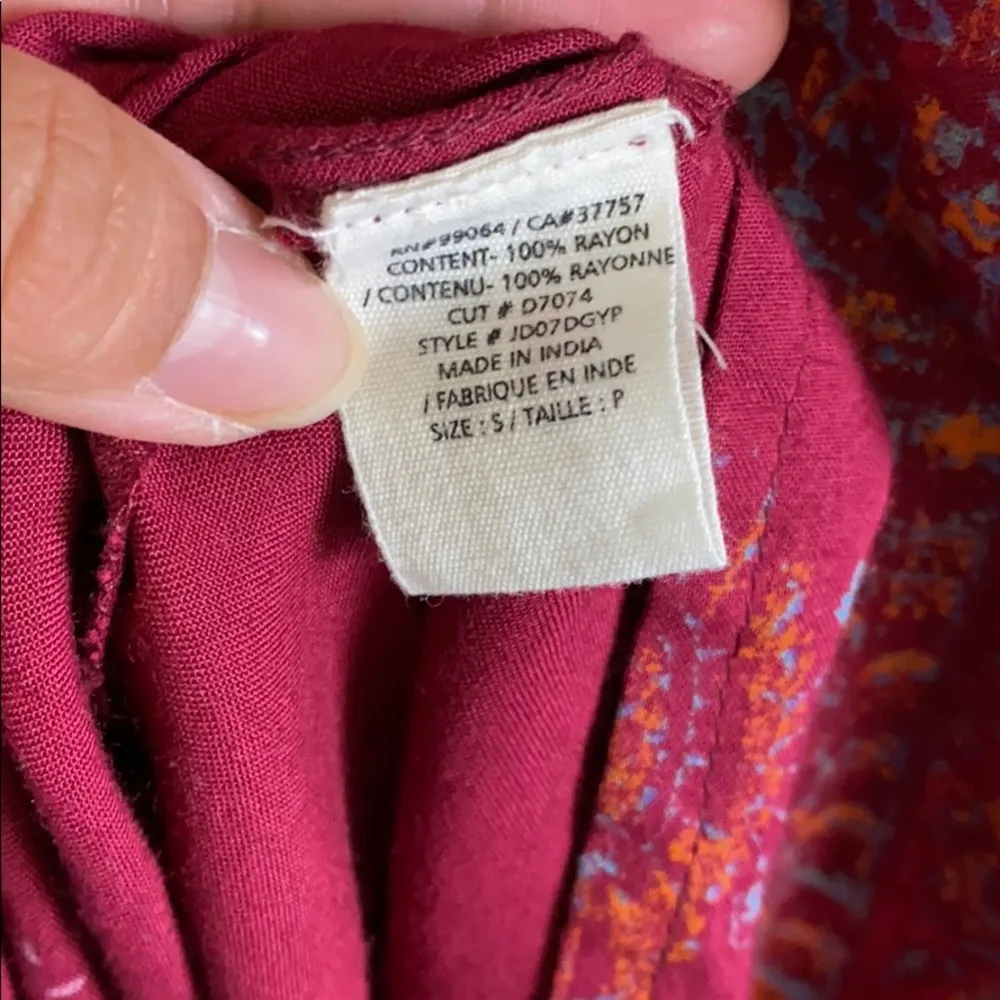 RN#99064 / CA#37757
CONTENT- 100% RAYON
/ CONTENU- 100% RAYONNE
CUT # D7074
STYLE # JD07DGYP
MADE IN INDIA
/ FABRIQUE EN INDE
SIZE : S / TAILLE : P